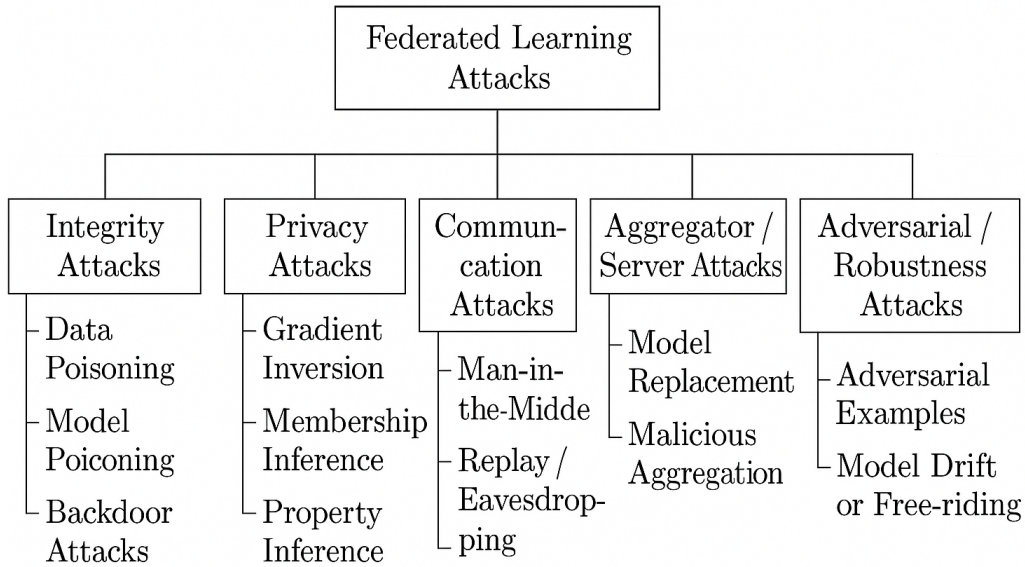 Federated Learning
Attacks
Integrity
Attacks
Data
Poisoning
Model
Poiconing
Backdoor
Attacks
Privacy
Attacks
Gradient
Inversion
Membership
Inference
Property
Inference
Commun-
cation
Attacks
Man-in-
the-Midde
Replay /
Eavesdrop-
ping
Aggregator /
Server Attacks
Model
Replacement
Malicious
Aggregation
Adversarial /
Robustness
Attacks
Adversarial
Examples
Model Drift
or Free-riding